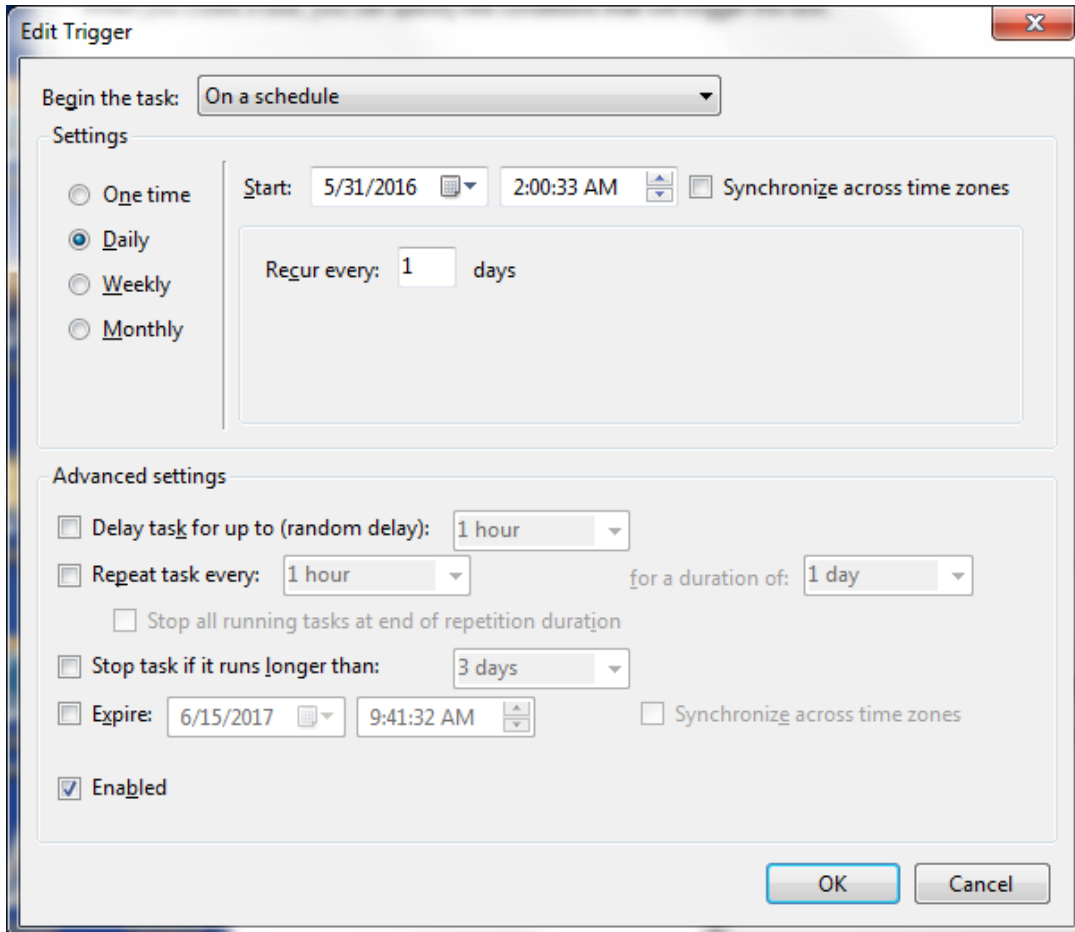 Edit Trigger
Begin the task: On a schedule
Settings
One time
Start: 5/31/2016 2:00:33 AM Synchronize across time zones
Daily
Recur every: 1 days
Weekly
Monthly
Advanced settings
Delay task for up to (random delay): 1 hour
Repeat task every: 1 hour for a duration of: 1 day
Stop all running tasks at end of repetition duration
Stop task if it runs longer than: 3 days
Expire: 6/15/2017 9:41:32 AM Synchronize across time zones
Enabled
OK Cancel